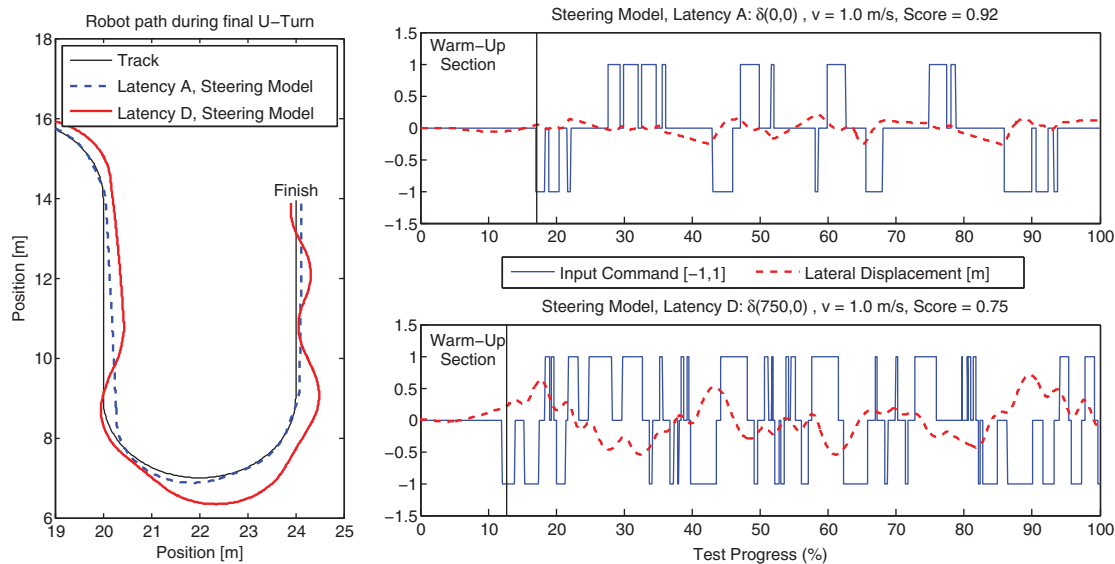 Robot path during final U−Turn
18
16
14
12
10
8
6
Position [m]
Track
Latency A, Steering Model
Latency D, Steering Model
Finish
19 20 21 22 23 24 25
Position [m]
Steering Model, Latency A: δ(0,0) , v = 1.0 m/s, Score = 0.92
1.5
1
0.5
0
−0.5
−1
−1.5
Warm−Up
Section
0 10 20 30 40 50 60 70 80 90 100
Input Command [−1,1] Lateral Displacement [m]
Steering Model, Latency D: δ(750,0) , v = 1.0 m/s, Score = 0.75
1.5
1
0.5
0
−0.5
−1
−1.5
Warm−Up
Section
0 10 20 30 40 50 60 70 80 90 100
Test Progress (%)